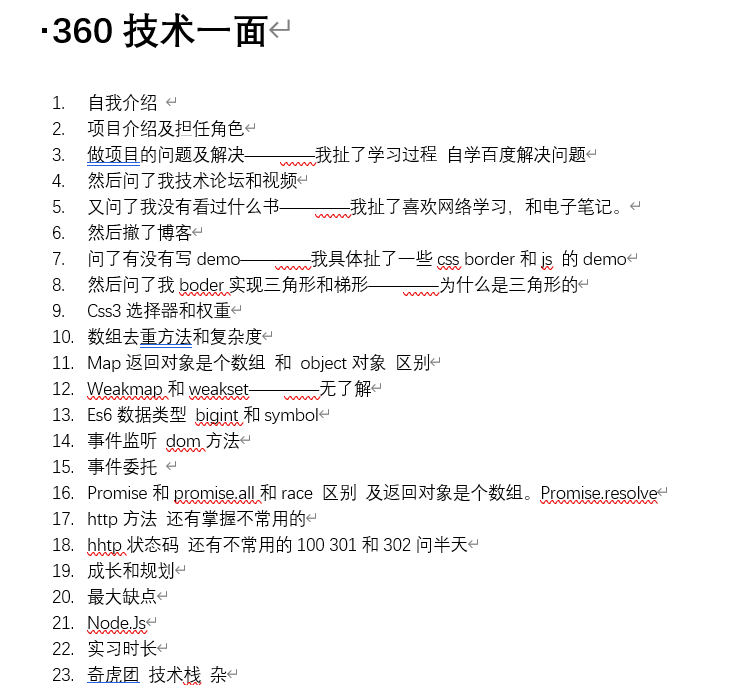 ·360 技术一面
1. 自我介绍
2. 项目介绍及担任角色
3. 做项目的问题及解决————我扯了学习过程 自学百度解决问题
4. 然后问了我技术论坛和视频
5. 又问了我没有看过什么书————我扯了喜欢网络学习，和电子笔记。
6. 然后撤了博客
7. 问了有没有写 demo————我具体扯了一些 css border 和 js 的 demo
8. 然后问了我 boder 实现三角形和梯形————为什么是三角形的
9. Css3 选择器和权重
10. 数组去重方法和复杂度
11. Map 返回对象是个数组 和 object 对象 区别
12. Weakmap 和 weakset————无了解
13. Es6 数据类型 bigint 和 symbol
14. 事件监听 dom 方法
15. 事件委托
16. Promise 和 promise.all 和 race 区别 及返回对象是个数组。Promise.resolve
17. http 方法 还有掌握不常用的
18. hhtp 状态码 还有不常用的 100 301 和 302 问半天
19. 成长和规划
20. 最大缺点
21. Node.Js
22. 实习时长
23. 奇虎团 技术栈 杂